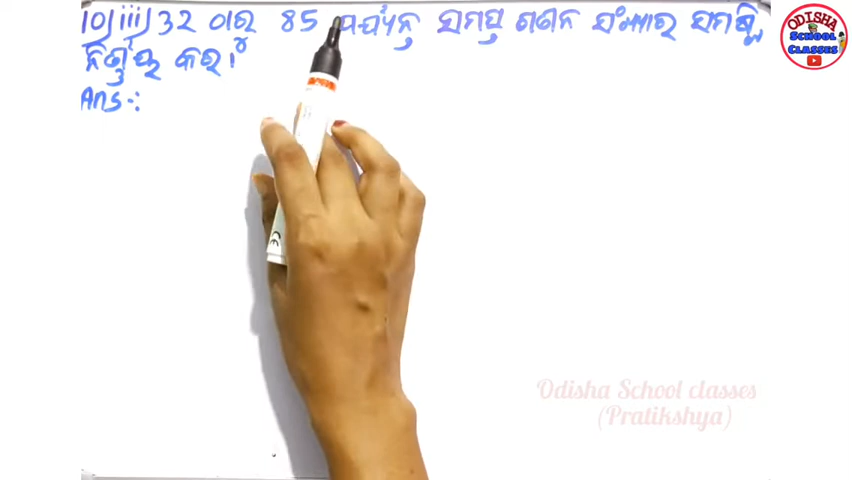 10) iii) 32 ଠାରୁ 85 ପର୍ଯ୍ୟନ୍ତ ସମସ୍ତ ଗଣନ ସଂଖ୍ୟାର ସମଷ୍ଟି
ନିର୍ଣ୍ଣୟ କର।
Ans:-
ODISHA
School
CLASSES
Odisha School classes
(Pratikshya)